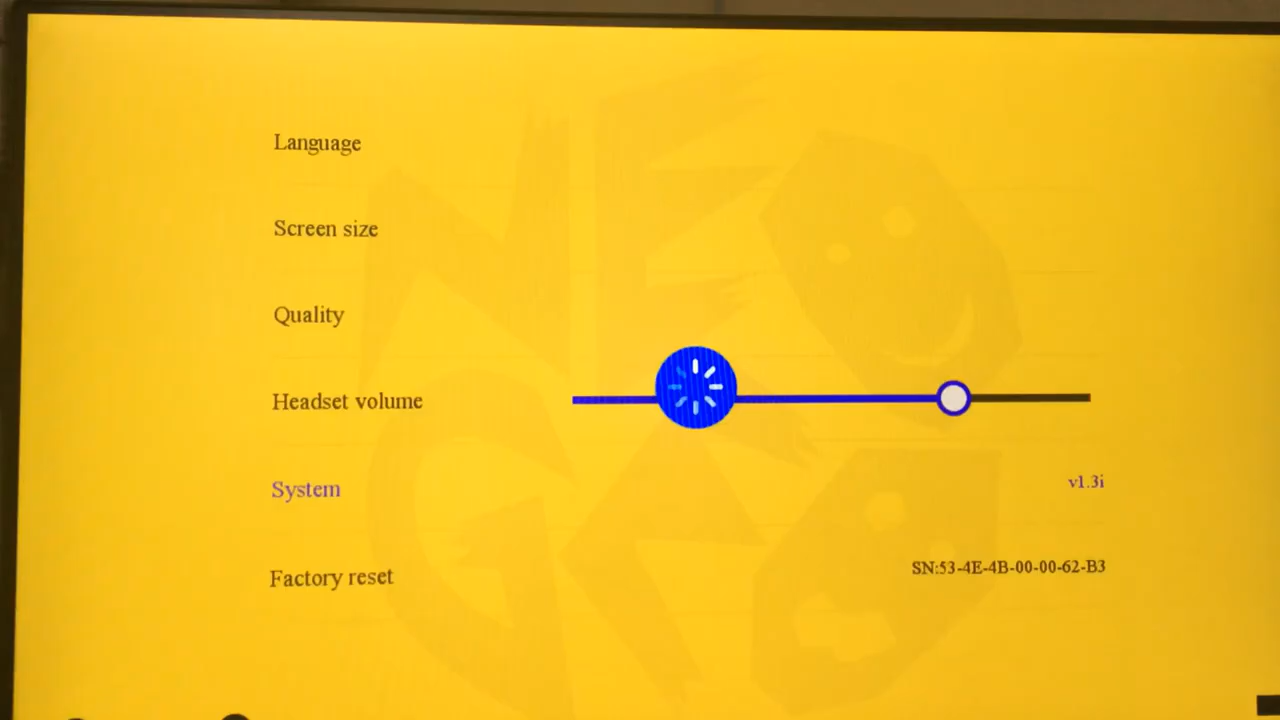 Language
Screen size
Quality
Headset volume
System v1.3i
Factory reset SN:53-4E-4B-00-00-62-B3